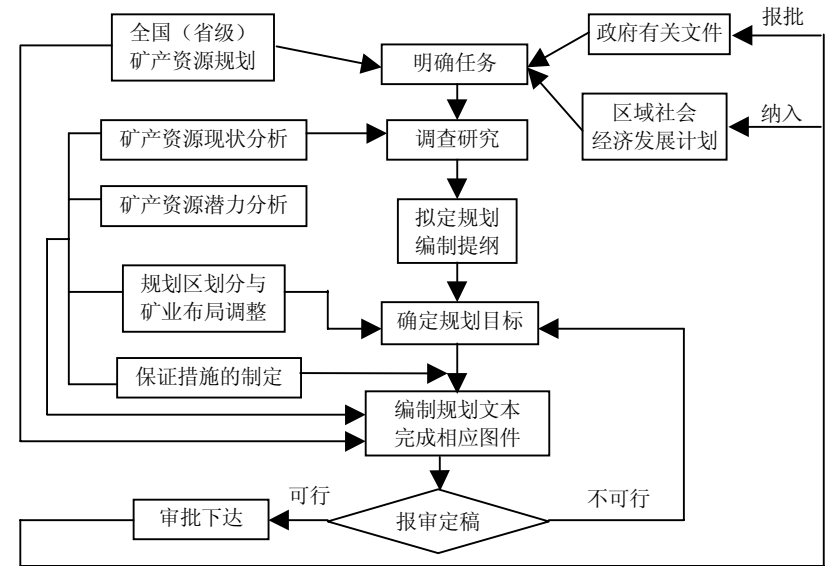 全国（省级）
矿产资源规划
明确任务
政府有关文件
报批
区域社会
经济发展计划
纳入
矿产资源现状分析
调查研究
矿产资源潜力分析
拟定规划
编制提纲
规划区划分与
矿业布局调整
确定规划目标
保证措施的制定
编制规划文本
完成相应图件
审批下达
可行
报审定稿
不可行